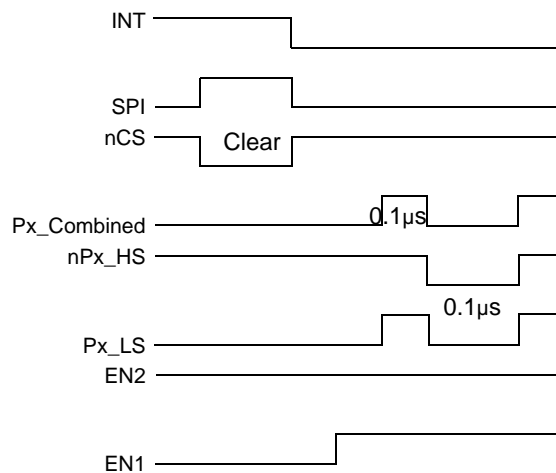 INT
SPI
nCS
Clear
Px_Combined
0.1μs
nPx_HS
0.1μs
Px_LS
EN2
EN1